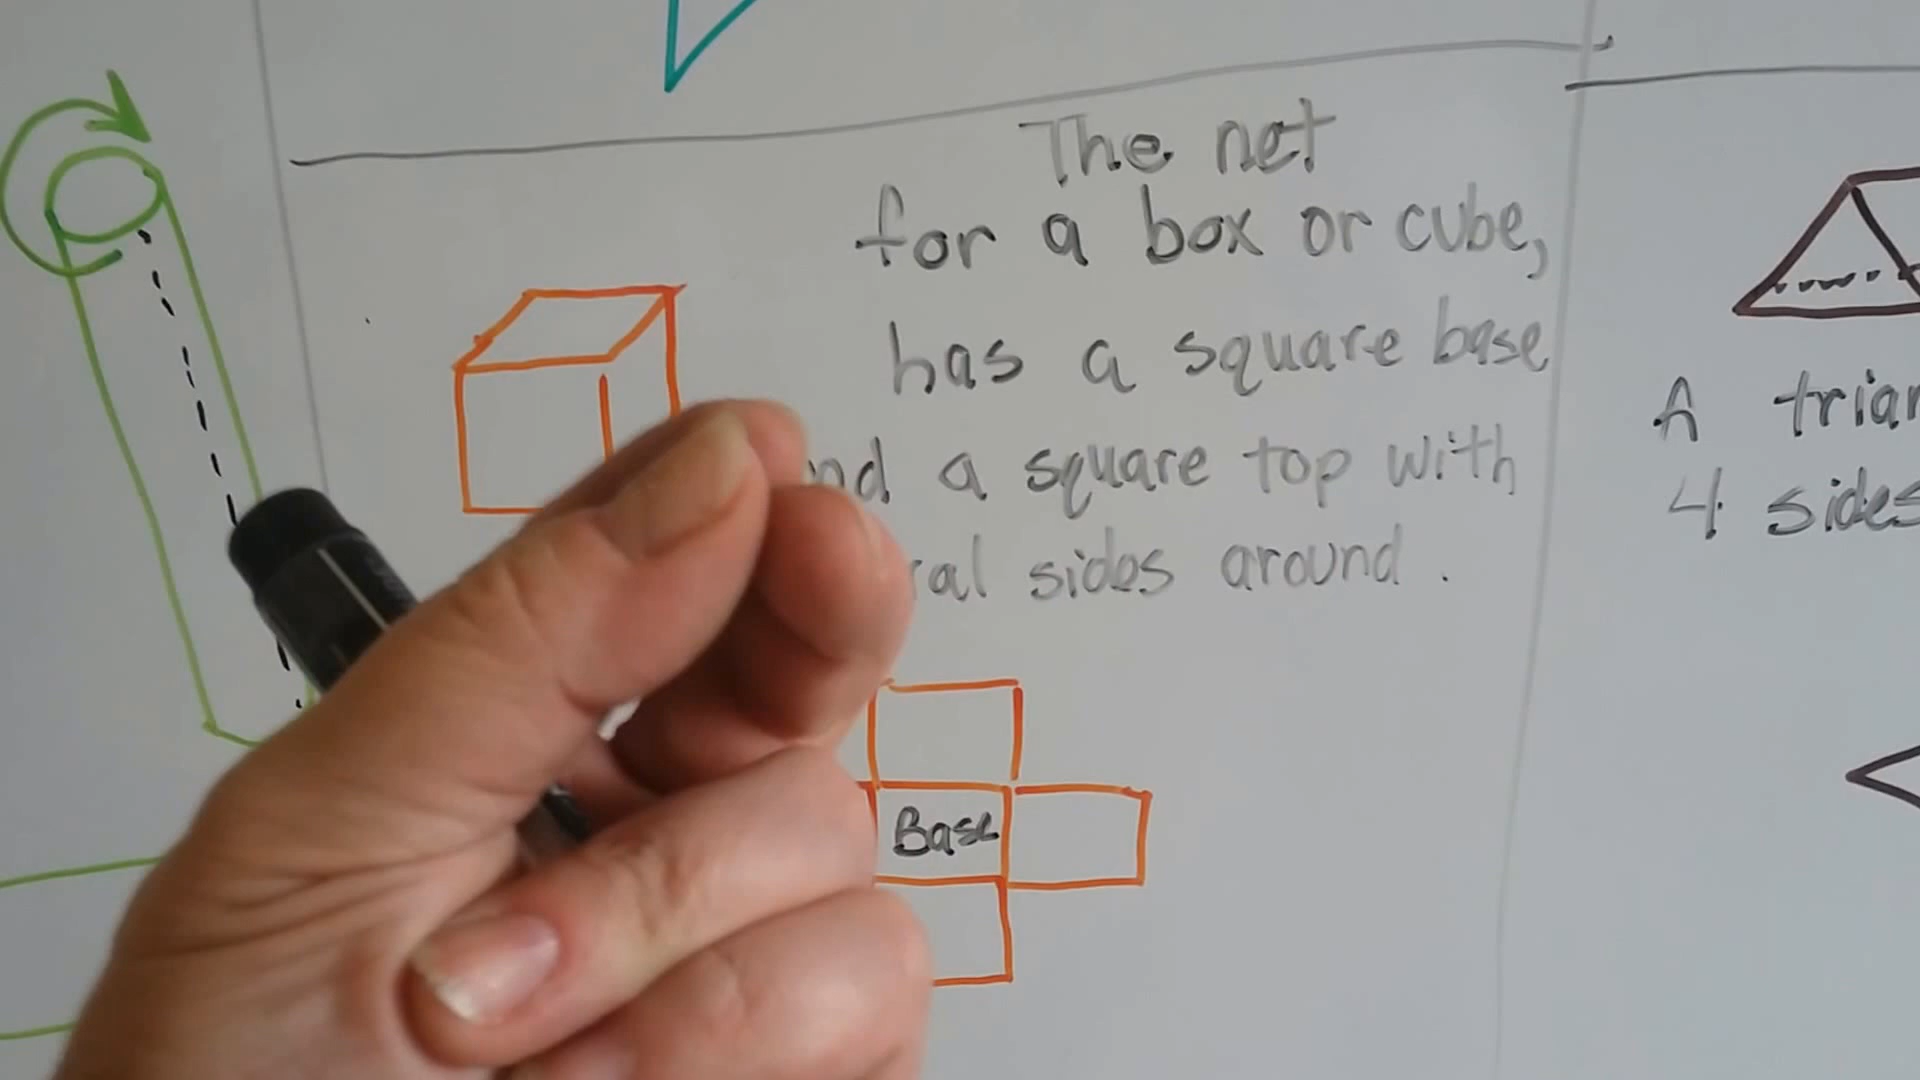 The net
for a box or cube,
has a square base
a square top with
sides around.
Base
A
4 sides